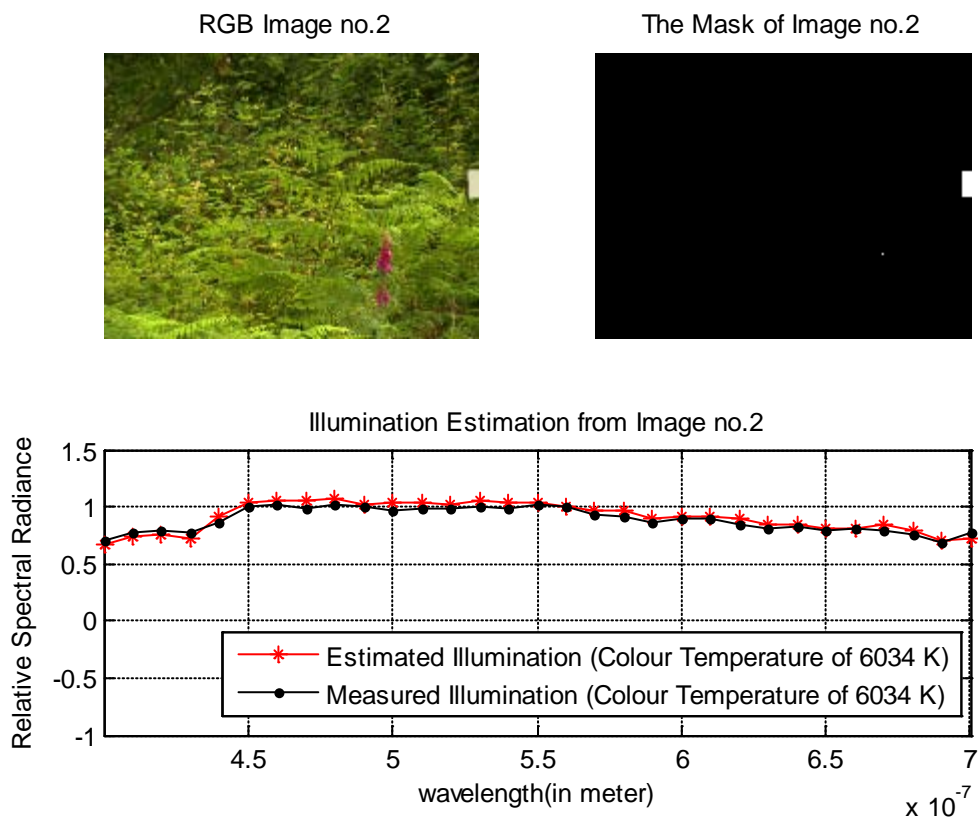 RGB Image no.2
The Mask of Image no.2
Illumination Estimation from Image no.2
Relative Spectral Radiance
1.5
1
0.5
0
-0.5
-1
Estimated Illumination (Colour Temperature of 6034 K)
Measured Illumination (Colour Temperature of 6034 K)
4.5 5 5.5 6 6.5 7
wavelength(in meter)
x 10⁻⁷